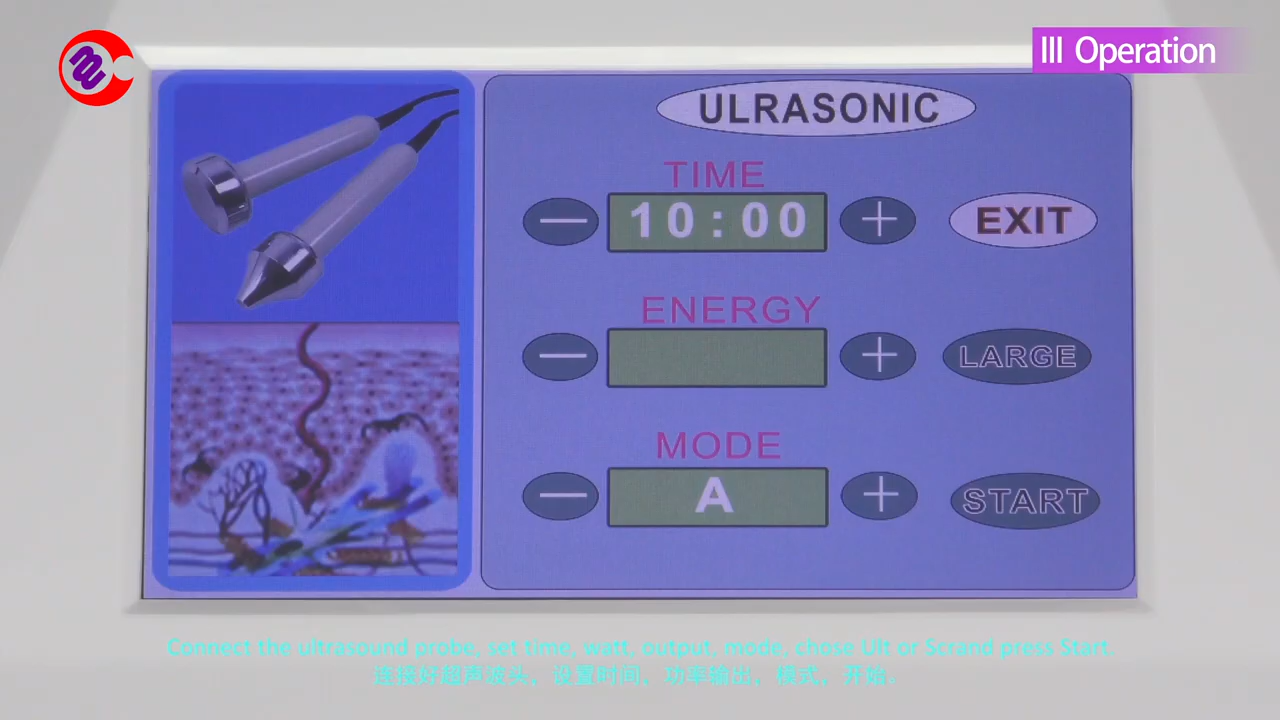 III Operation
ULRASONIC
TIME
— 10:00 + EXIT
ENERGY
— + LARGE
MODE
— A + START
Connect the ultrasound probe, set time, watt, output, mode, chose Ult or Scrand press Start.
连接好超声波头，设置时间，功率输出，模式，开始。